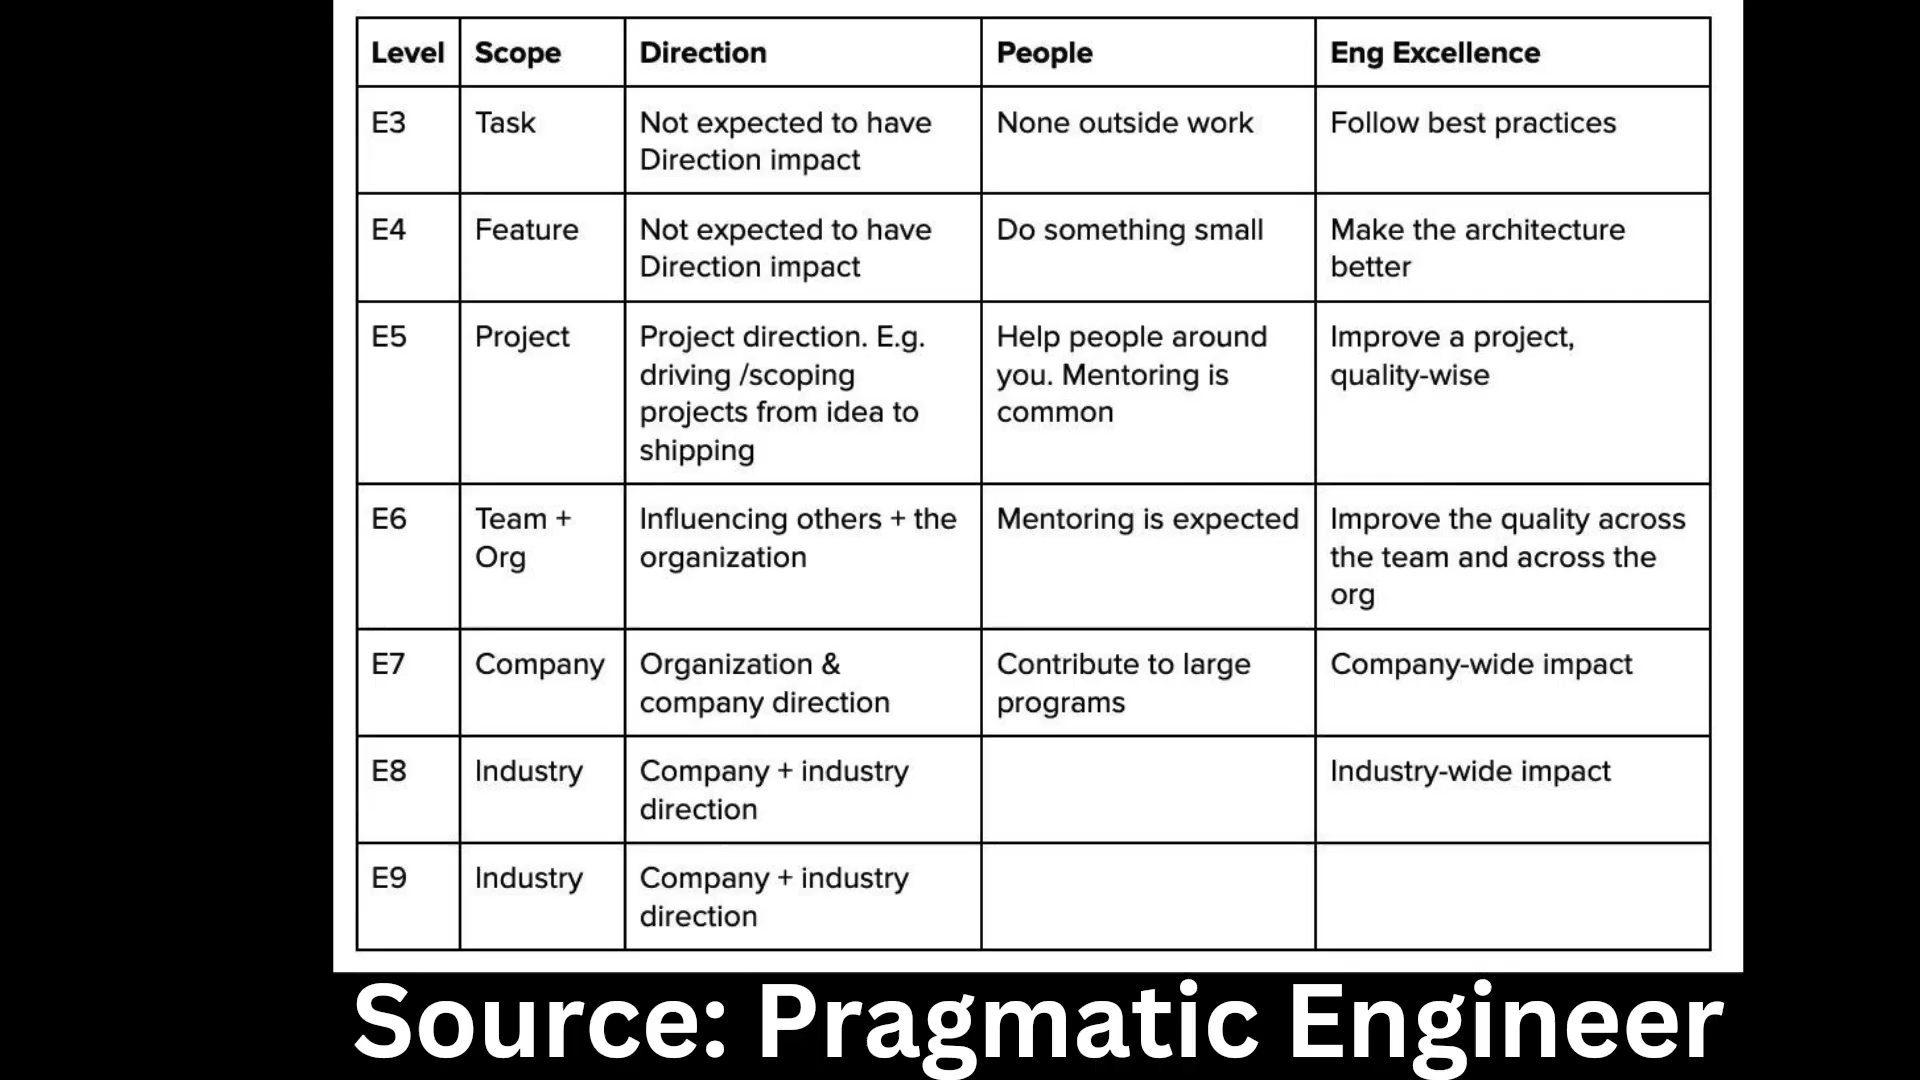 Level Scope Direction People Eng Excellence
E3 Task Not expected to have None outside work Follow best practices
Direction impact
E4 Feature Not expected to have Do something small Make the architecture
Direction impact better
E5 Project Project direction. E.g. Help people around Improve a project,
driving /scoping you. Mentoring is quality-wise
projects from idea to common
shipping
E6 Team + Influencing others + the Mentoring is expected Improve the quality across
Org organization the team and across the
org
E7 Company Organization & Contribute to large Company-wide impact
company direction programs
E8 Industry Company + industry Industry-wide impact
direction
E9 Industry Company + industry
direction
Source: Pragmatic Engineer